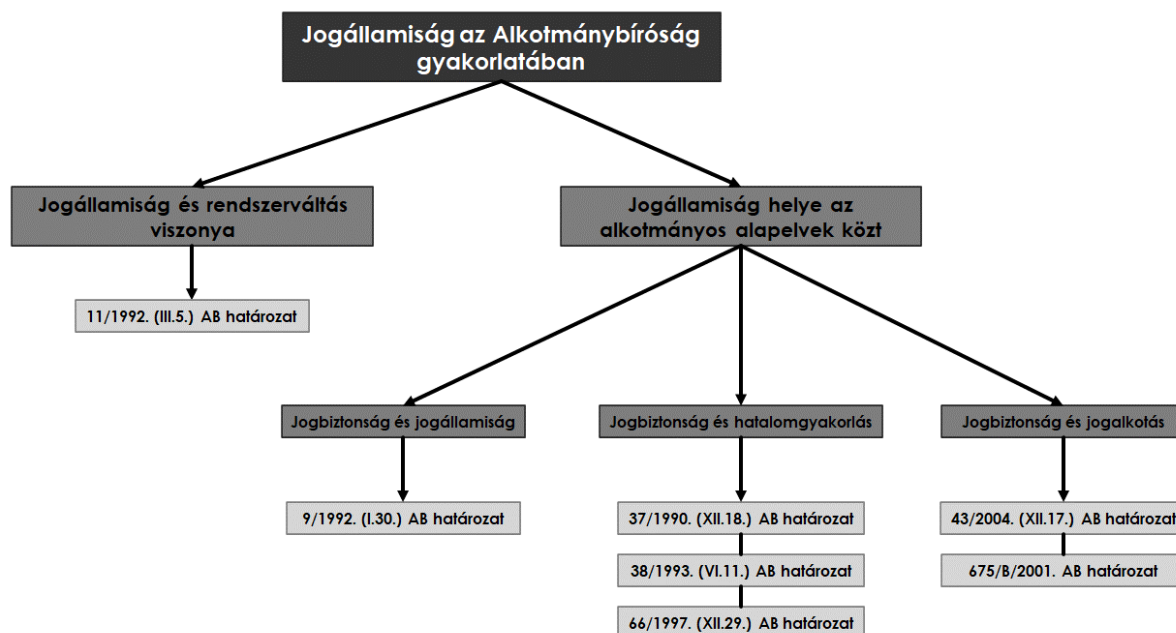 Jogállamiság az Alkotmánybíróság
gyakorlatában
Jogállamiság és rendszerváltás
viszonya
Jogállamiság helye az
alkotmányos alapelvek közt
11/1992. (III.5.) AB határozat
Jogbiztonság és jogállamiság
Jogbiztonság és hatalomgyakorlás
Jogbiztonság és jogalkotás
9/1992. (I.30.) AB határozat
37/1990. (XII.18.) AB határozat
43/2004. (XII.17.) AB határozat
38/1993. (VI.11.) AB határozat
675/B/2001. AB határozat
66/1997. (XII.29.) AB határozat